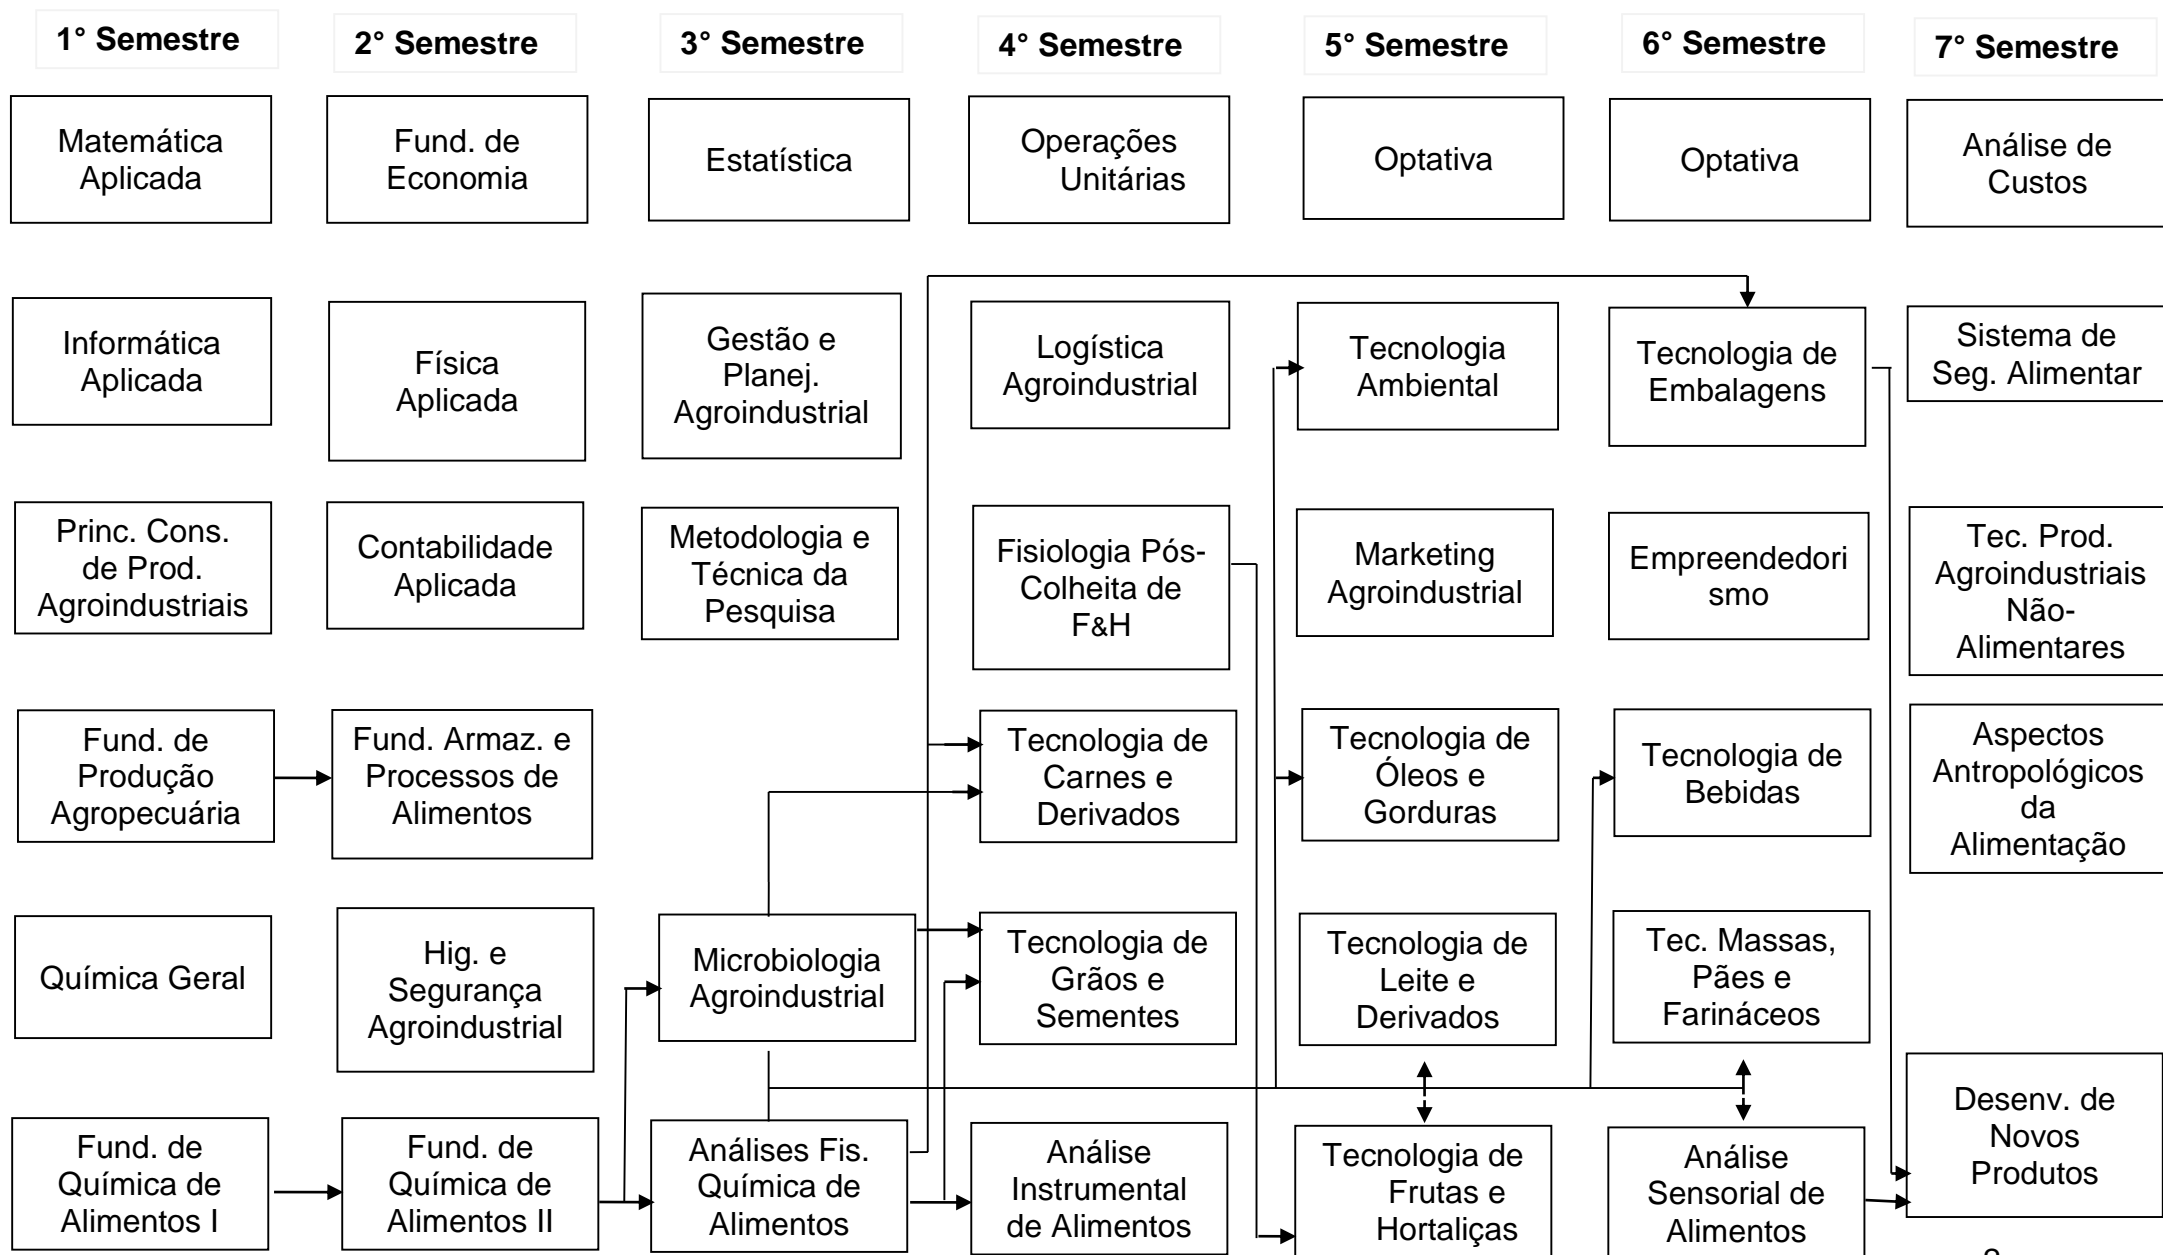 1° Semestre
2° Semestre
3° Semestre
4° Semestre
5° Semestre
6° Semestre
7° Semestre
Matemática
Aplicada
Fund. de
Economia
Estatística
Operações
Unitárias
Optativa
Optativa
Análise de
Custos
Informática
Aplicada
Física
Aplicada
Gestão e
Planej.
Agroindustrial
Logística
Agroindustrial
Tecnologia
Ambiental
Tecnologia de
Embalagens
Sistema de
Seg. Alimentar
Princ. Cons.
de Prod.
Agroindustriais
Contabilidade
Aplicada
Metodologia e
Técnica da
Pesquisa
Fisiologia Pós-
Colheita de
F&H
Marketing
Agroindustrial
Empreendedori
smo
Tec. Prod.
Agroindustriais
Não-
Alimentares
Fund. de
Produção
Agropecuária
Fund. Armaz. e
Processos de
Alimentos
Tecnologia de
Carnes e
Derivados
Tecnologia de
Óleos e
Gorduras
Tecnologia de
Bebidas
Aspectos
Antropológicos
da
Alimentação
Química Geral
Hig. e
Segurança
Agroindustrial
Microbiologia
Agroindustrial
Tecnologia de
Grãos e
Sementes
Tecnologia de
Leite e
Derivados
Tec. Massas,
Pães e
Farináceos
Fund. de
Química de
Alimentos I
Fund. de
Química de
Alimentos II
Análises Fis.
Química de
Alimentos
Análise
Instrumental
de Alimentos
Tecnologia de
Frutas e
Hortaliças
Análise
Sensorial de
Alimentos
Desenv. de
Novos
Produtos